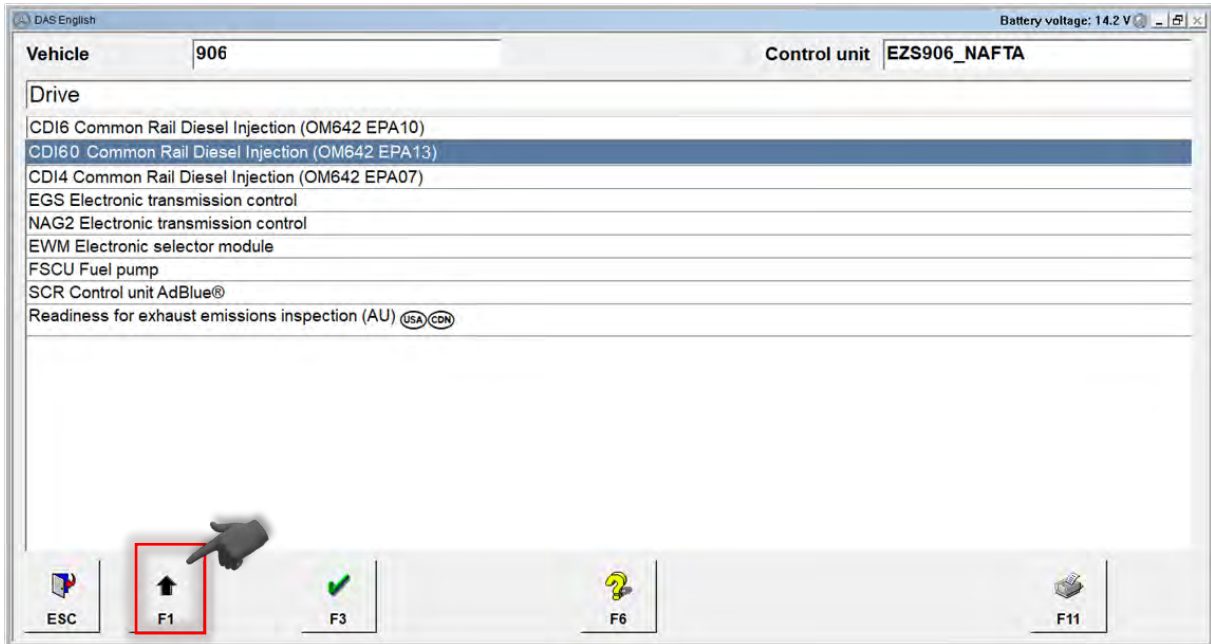 DAS English Battery voltage: 14.2 V
Vehicle 906 Control unit EZS906_NAFTA
Drive
CDI6 Common Rail Diesel Injection (OM642 EPA10)
CDI60 Common Rail Diesel Injection (OM642 EPA13)
CDI4 Common Rail Diesel Injection (OM642 EPA07)
EGS Electronic transmission control
NAG2 Electronic transmission control
EWM Electronic selector module
FSCU Fuel pump
SCR Control unit AdBlue®
Readiness for exhaust emissions inspection (AU) USA CDN
ESC F1 F3 F6 F11